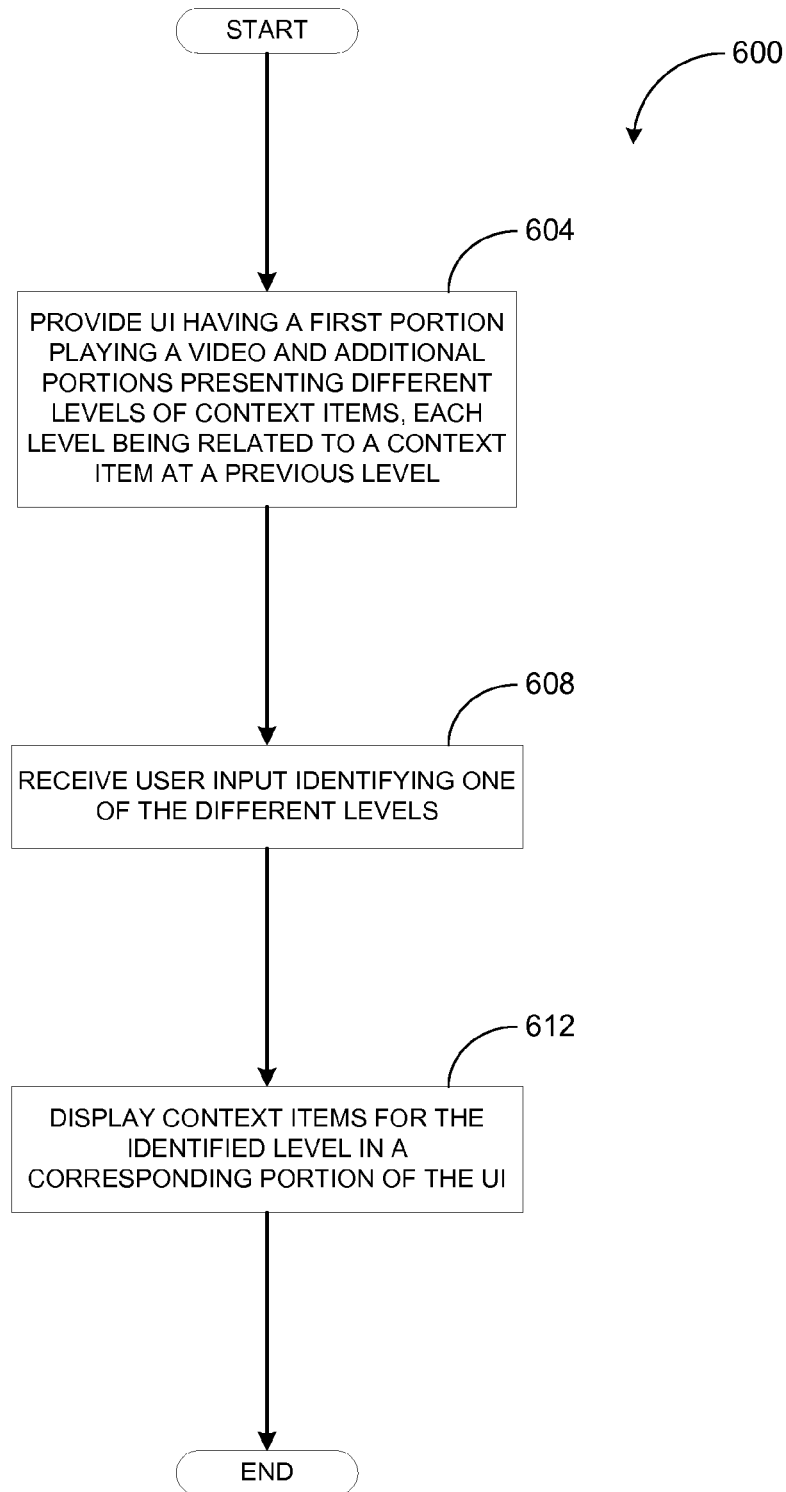 START
600
604
PROVIDE UI HAVING A FIRST PORTION
PLAYING A VIDEO AND ADDITIONAL
PORTIONS PRESENTING DIFFERENT
LEVELS OF CONTEXT ITEMS, EACH
LEVEL BEING RELATED TO A CONTEXT
ITEM AT A PREVIOUS LEVEL
608
RECEIVE USER INPUT IDENTIFYING ONE
OF THE DIFFERENT LEVELS
612
DISPLAY CONTEXT ITEMS FOR THE
IDENTIFIED LEVEL IN A
CORRESPONDING PORTION OF THE UI
END